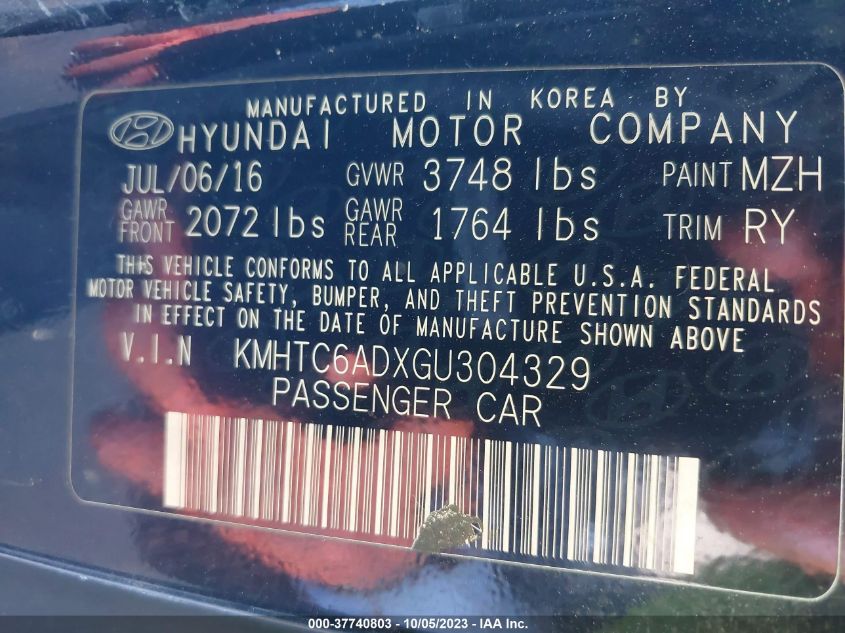 MANUFACTURED IN KOREA BY
HYUNDAI MOTOR COMPANY
JUL/06/16 GVWR 3748 lbs PAINT MZH
GAWR FRONT 2072 lbs GAWR REAR 1764 lbs TRIM RY
THIS VEHICLE CONFORMS TO ALL APPLICABLE U.S.A. FEDERAL
MOTOR VEHICLE SAFETY, BUMPER, AND THEFT PREVENTION STANDARDS
IN EFFECT ON THE DATE OF MANUFACTURE SHOWN ABOVE
V.I.N KMHTC6ADXGU304329
PASSENGER CAR
000-37740803 - 10/05/2023 - IAA Inc.